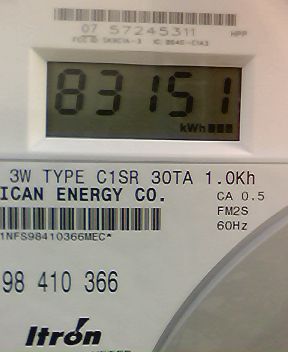 07 57245311
HPP
83151
kWh
3W TYPE C1SR 30TA 1.0Kh
ICAN ENERGY CO.
CA 0.5
FM2S
60Hz
1NFS98410366MEC*
98 410 366
Itron